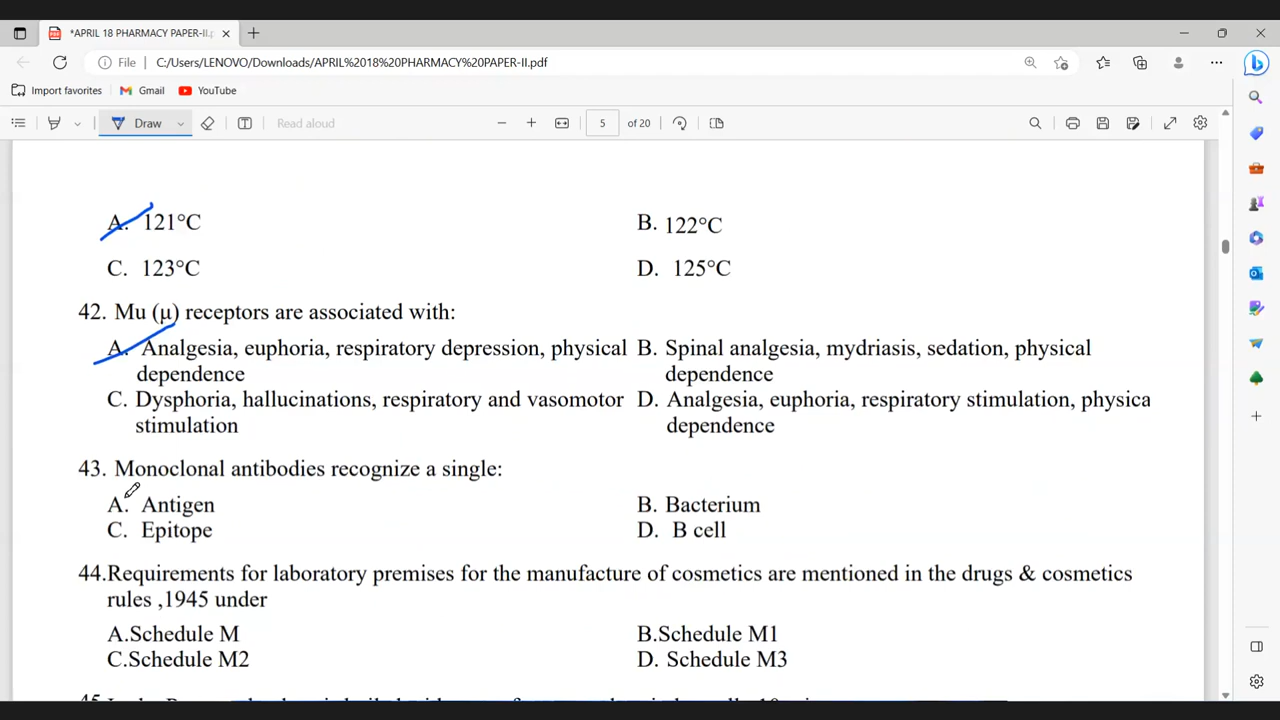 *APRIL 18 PHARMACY PAPER-II.p
File
C:/Users/LENOVO/Downloads/APRIL%2018%20PHARMACY%20PAPER-II.pdf
Import favorites
Gmail
YouTube
Draw
Read aloud
5 of 20
A. 121°C
B. 122°C
C. 123°C
D. 125°C
42. Mu (μ) receptors are associated with:
A. Analgesia, euphoria, respiratory depression, physical dependence
B. Spinal analgesia, mydriasis, sedation, physical dependence
C. Dysphoria, hallucinations, respiratory and vasomotor stimulation
D. Analgesia, euphoria, respiratory stimulation, physica dependence
43. Monoclonal antibodies recognize a single:
A. Antigen
B. Bacterium
C. Epitope
D. B cell
44.Requirements for laboratory premises for the manufacture of cosmetics are mentioned in the drugs & cosmetics
rules ,1945 under
A.Schedule M
B.Schedule M1
C.Schedule M2
D. Schedule M3